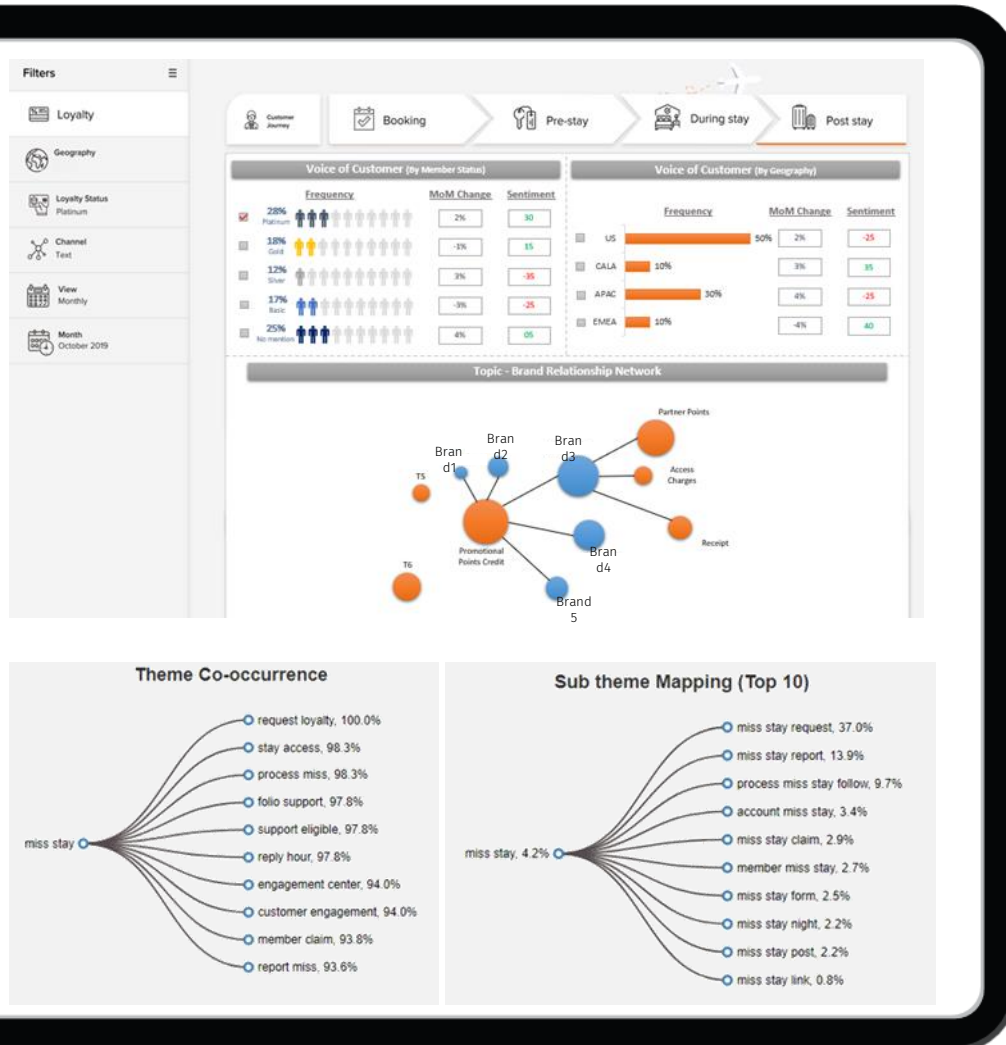 Filters
Loyalty
Geography
Loyalty Status
Platinum
Channel
Text
View
Monthly
Month
October 2019
Customer
Journey
Booking
Pre-stay
During stay
Post stay
Voice of Customer (By Member Status)
Frequency MoM Change Sentiment
28%
Platinum
2% 30
18%
Gold
-1% 15
12%
Silver
3% -35
17%
Basic
-3% -25
25%
No mention
4% 05
Voice of Customer (By Geography)
Frequency MoM Change Sentiment
US 50% 2% -25
CALA 10% 3% 35
APAC 30% 4% -25
EMEA 10% -4% 40
Topic - Brand Relationship Network
Partner Points
Bran
d1
Bran
d2
Bran
d3
T5
Access
Charges
Receipt
Promotional
Points Credit
Bran
d4
T6
Brand
5
Theme Co-occurrence
miss stay
request loyalty, 100.0%
stay access, 98.3%
process miss, 98.3%
folio support, 97.8%
support eligible, 97.8%
reply hour, 97.8%
engagement center, 94.0%
customer engagement, 94.0%
member claim, 93.8%
report miss, 93.6%
Sub theme Mapping (Top 10)
miss stay, 4.2%
miss stay request, 37.0%
miss stay report, 13.9%
process miss stay follow, 9.7%
account miss stay, 3.4%
miss stay claim, 2.9%
member miss stay, 2.7%
miss stay form, 2.5%
miss stay night, 2.2%
miss stay post, 2.2%
miss stay link, 0.8%